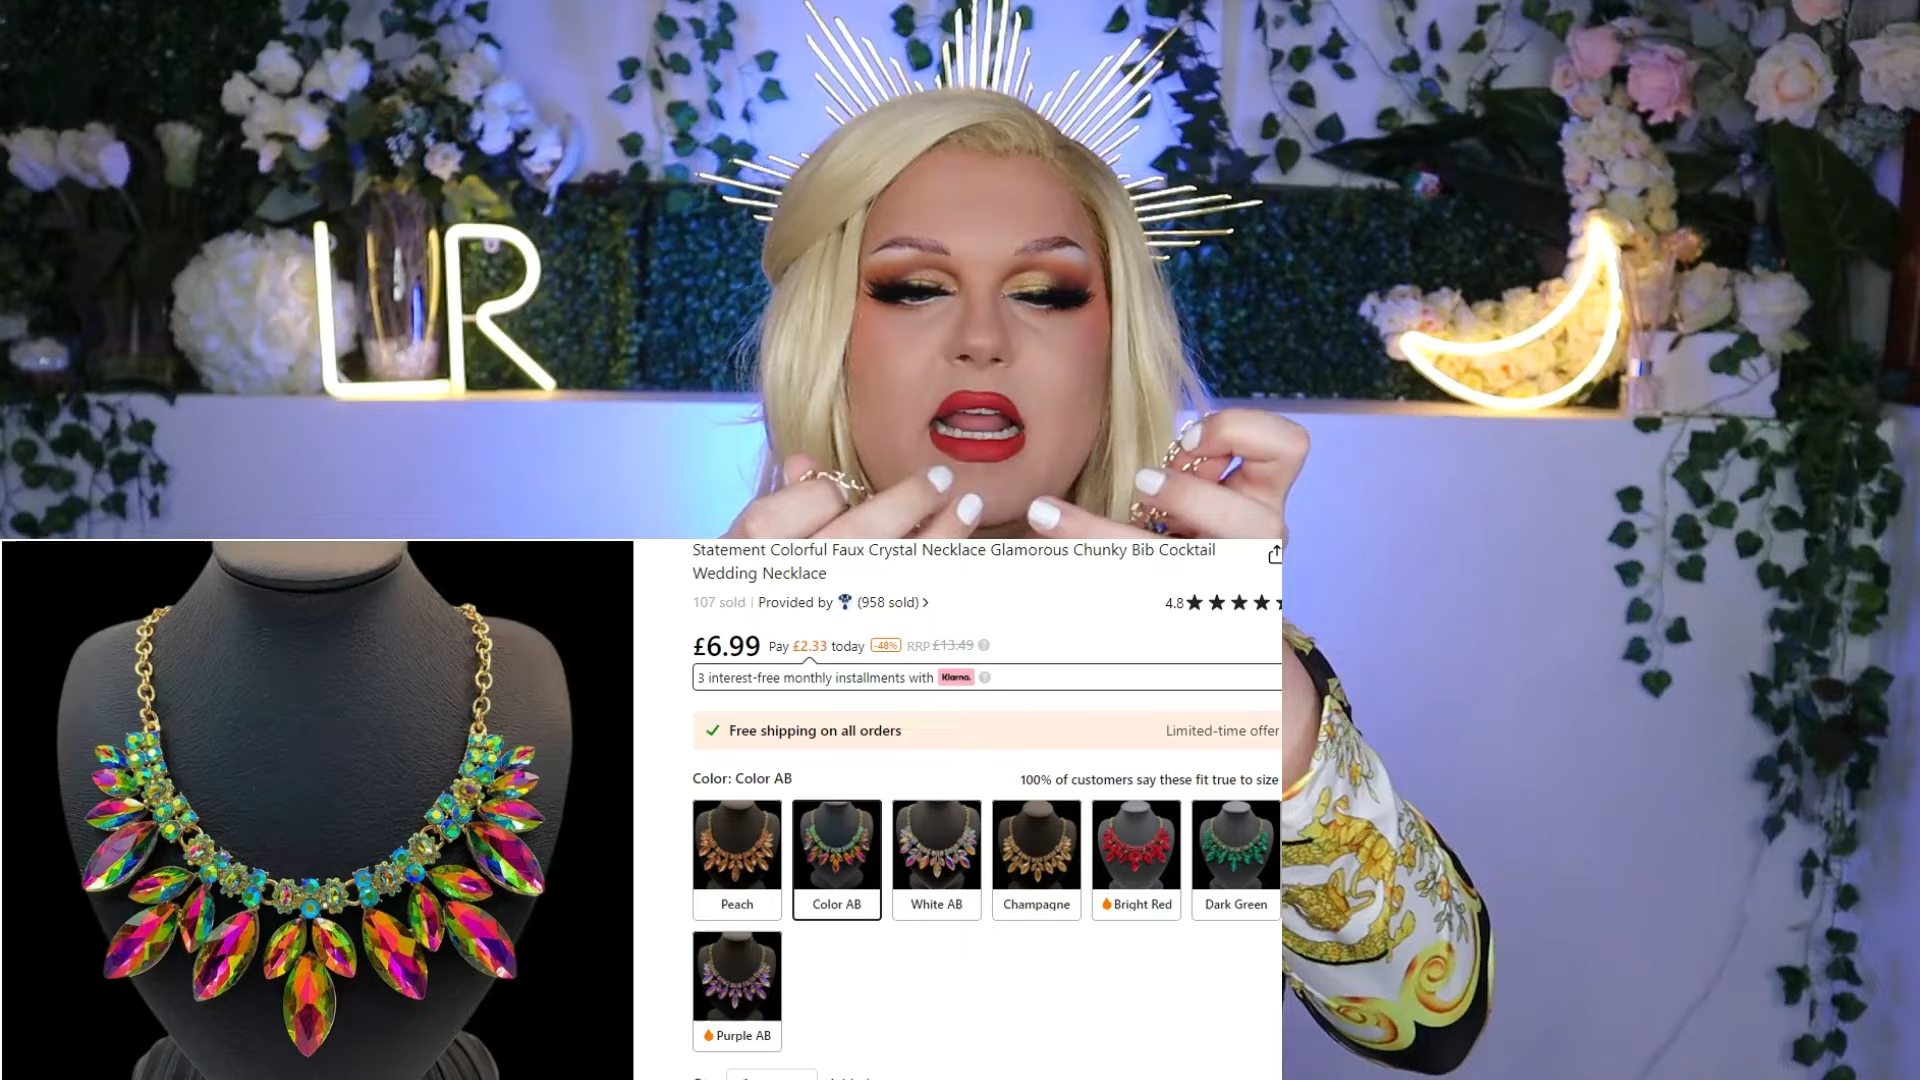 LR
Statement Colorful Faux Crystal Necklace Glamorous Chunky Bib Cocktail
Wedding Necklace
107 sold | Provided by (958 sold) >
4.8
£6.99 Pay £2.33 today -48% RRP £13.49 ?
3 interest-free monthly installments with Klarna. ?
Free shipping on all orders
Limited-time offer
Color: Color AB
100% of customers say these fit true to size
Peach
Color AB
White AB
Champagne
Bright Red
Dark Green
Purple AB